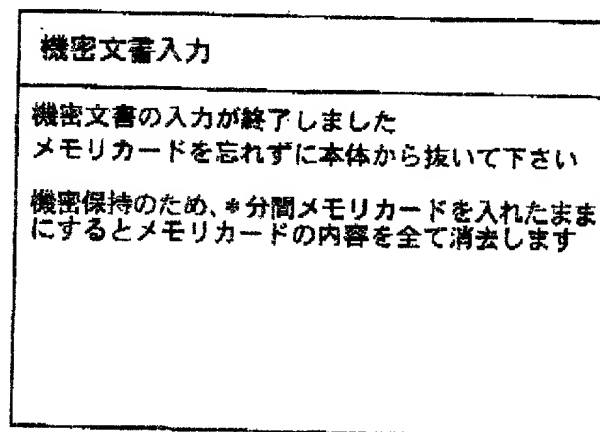 機密文書入力
機密文書の入力が終了しました
メモリカードを忘れずに本体から抜いて下さい
機密保持のため、*分間メモリカードを入れたまま
にするとメモリカードの内容を全て消去します